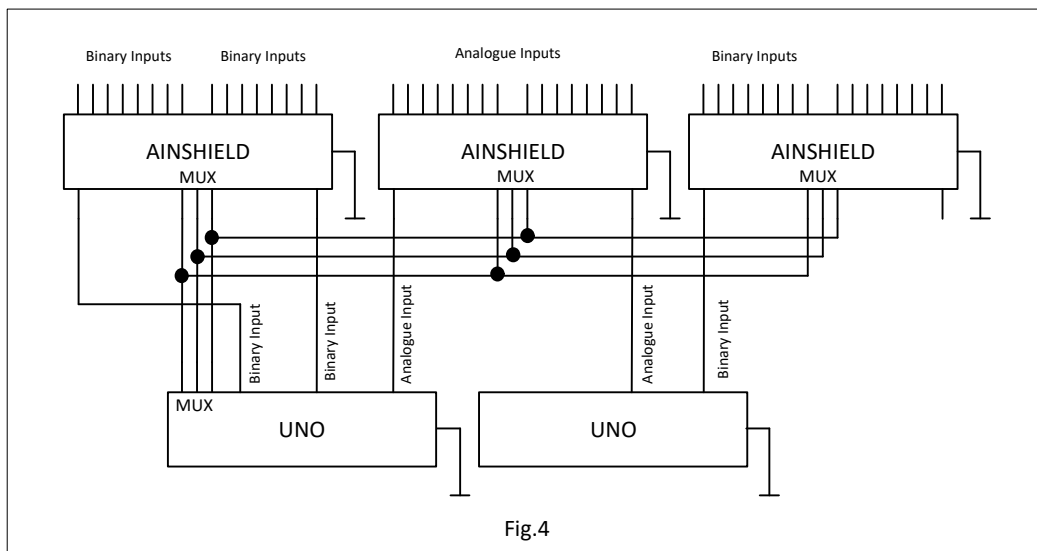 Binary Inputs Binary Inputs Analogue Inputs Binary Inputs
AINSHIELD AINSHIELD AINSHIELD
MUX MUX MUX
Binary Input Binary Input Analogue Input Analogue Input Binary Input
MUX
UNO UNO
Fig.4